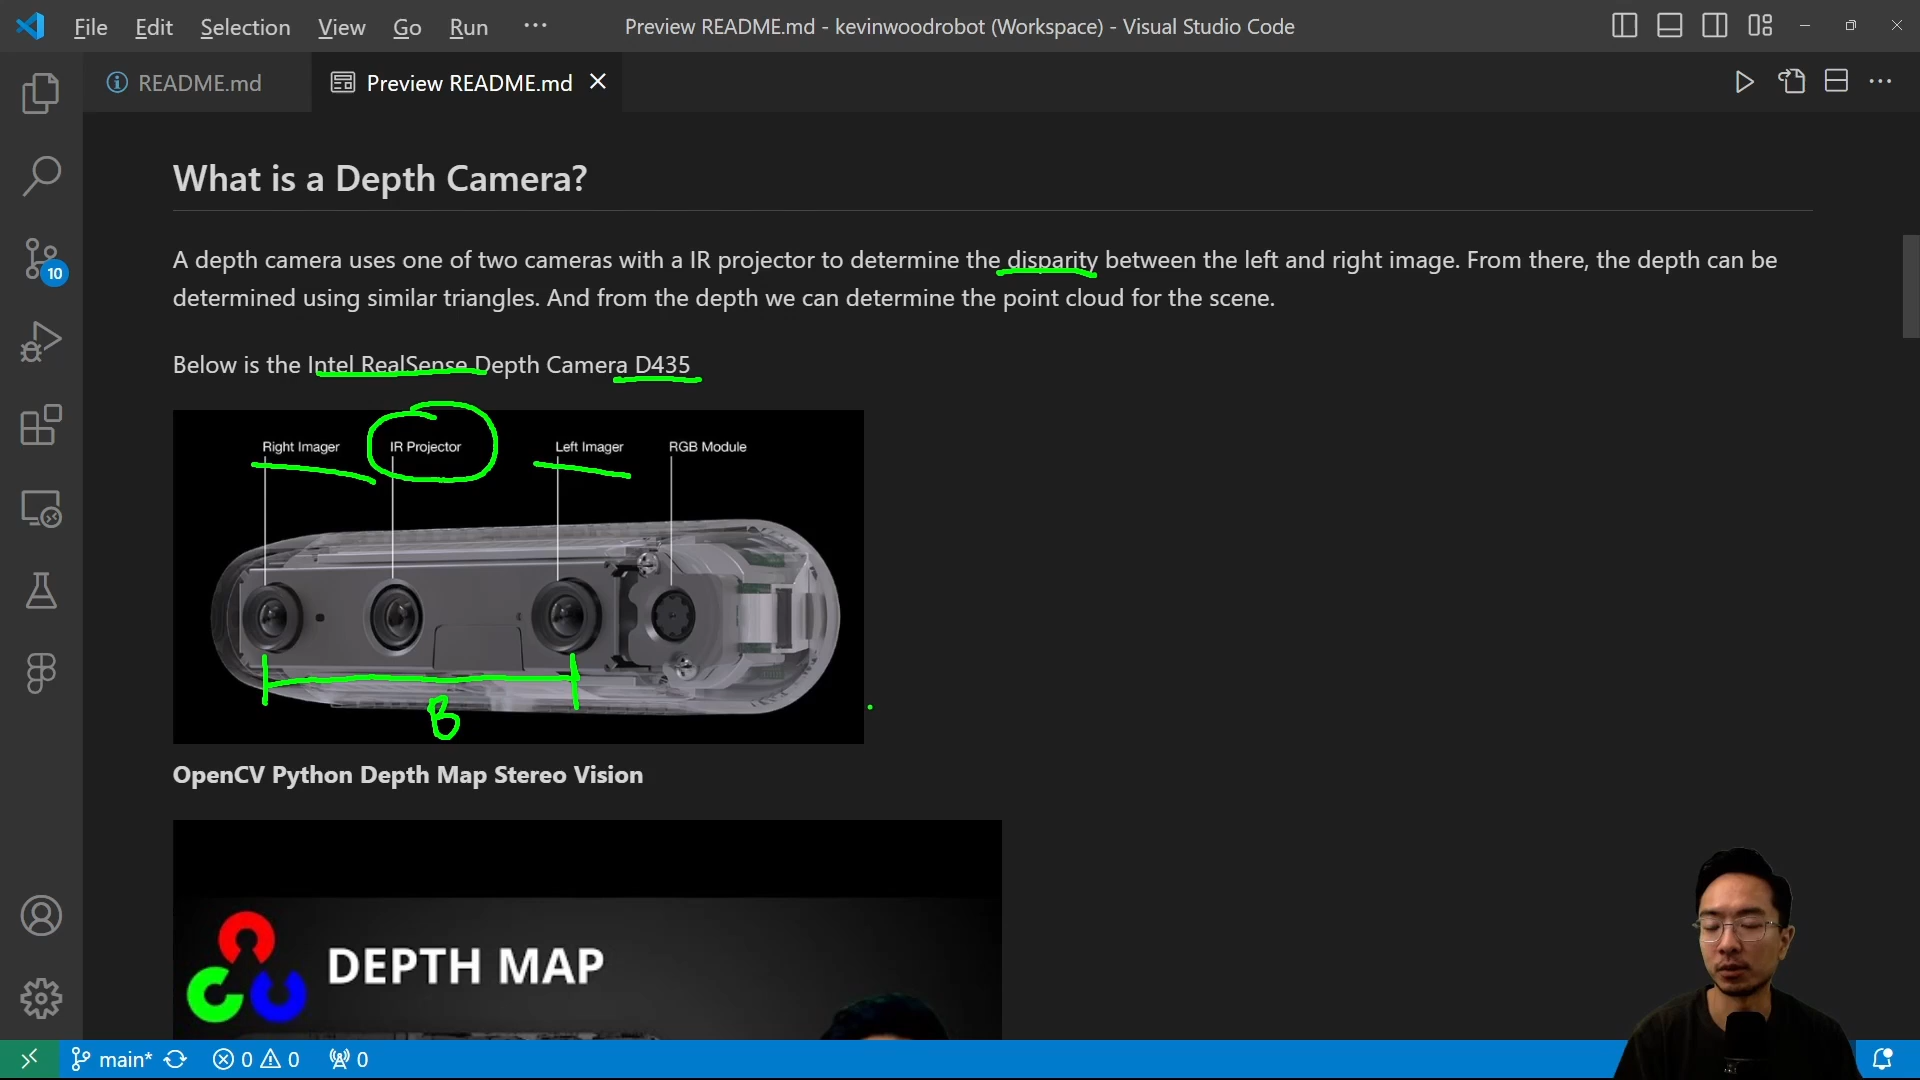 File Edit Selection View Go Run ··· Preview README.md - kevinwoodrobot (Workspace) - Visual Studio Code
README.md Preview README.md
What is a Depth Camera?
A depth camera uses one of two cameras with a IR projector to determine the disparity between the left and right image. From there, the depth can be
determined using similar triangles. And from the depth we can determine the point cloud for the scene.
10
Below is the Intel RealSense Depth Camera D435
Right Imager IR Projector Left Imager RGB Module
B
OpenCV Python Depth Map Stereo Vision
DEPTH MAP
main* 0 0 0